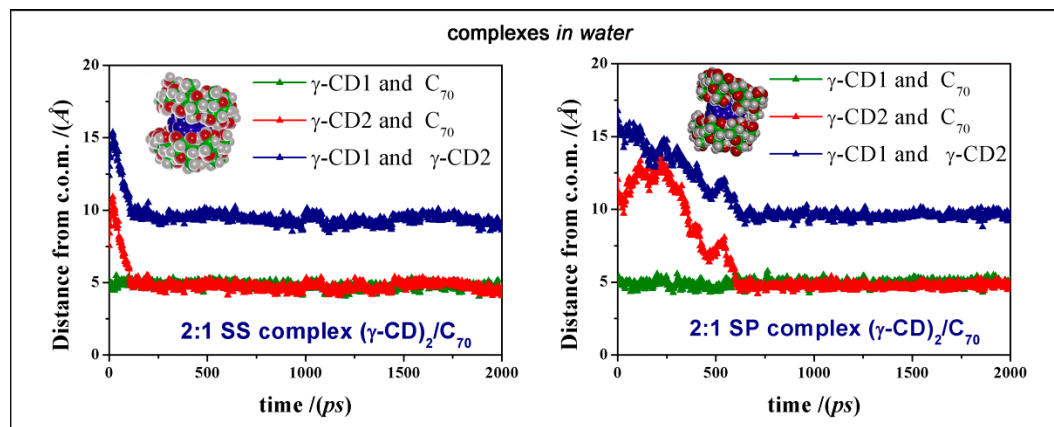 complexes in water
20
15
10
5
0
Distance from c.o.m. /(Å)
γ-CD1 and C₇₀
γ-CD2 and C₇₀
γ-CD1 and γ-CD2
2:1 SS complex (γ-CD)₂/C₇₀
0 500 1000 1500 2000
time /(ps)
20
15
10
5
0
Distance from c.o.m. /(Å)
γ-CD1 and C₇₀
γ-CD2 and C₇₀
γ-CD1 and γ-CD2
2:1 SP complex (γ-CD)₂/C₇₀
0 500 1000 1500 2000
time /(ps)